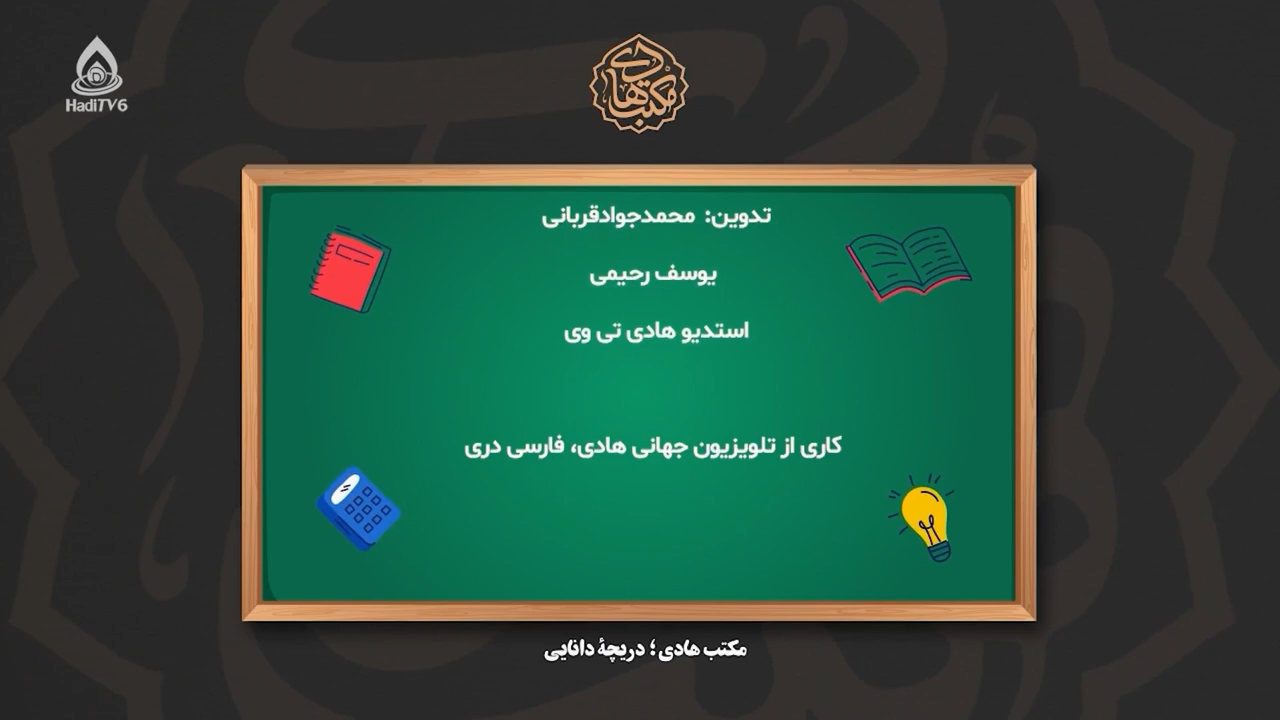 HadiTV6
مکتب هادی
تدوین: محمدجوادقربانی
یوسف رحیمی
استدیو هادی تی وی
کاری از تلویزیون جهانی هادی، فارسی دری
مکتب هادی؛ دریچهٔ دانایی